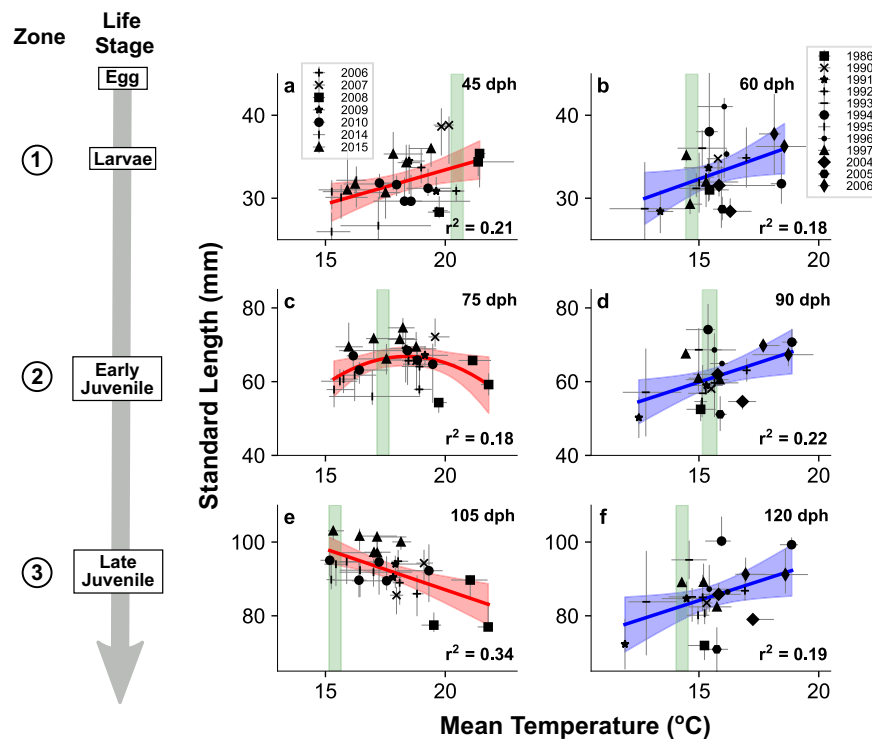 Zone
Life
Stage
Egg
1
Larvae
2
Early
Juvenile
3
Late
Juvenile
Standard Length (mm)
a
45 dph
2006
2007
2008
2009
2010
2014
2015
40
30
r² = 0.21
15
20
b
60 dph
1986
1990
1991
1992
1993
1994
1995
1996
1997
2004
2005
2006
40
30
r² = 0.18
15
20
c
75 dph
80
60
40
r² = 0.18
15
20
d
90 dph
80
60
40
r² = 0.22
15
20
e
105 dph
100
80
r² = 0.34
15
20
f
120 dph
100
80
r² = 0.19
15
20
Mean Temperature (ºC)